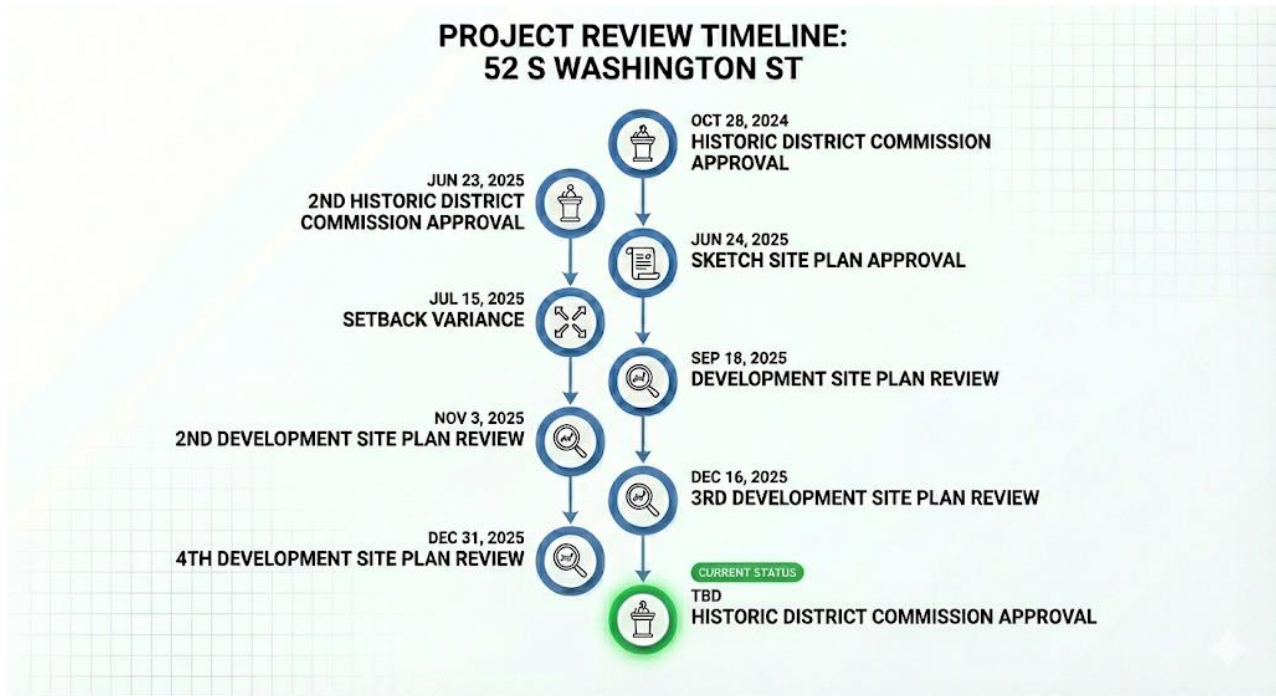 PROJECT REVIEW TIMELINE:
52 S WASHINGTON ST
OCT 28, 2024
HISTORIC DISTRICT COMMISSION
APPROVAL
JUN 23, 2025
2ND HISTORIC DISTRICT
COMMISSION APPROVAL
JUN 24, 2025
SKETCH SITE PLAN APPROVAL
JUL 15, 2025
SETBACK VARIANCE
SEP 18, 2025
DEVELOPMENT SITE PLAN REVIEW
NOV 3, 2025
2ND DEVELOPMENT SITE PLAN REVIEW
DEC 16, 2025
3RD DEVELOPMENT SITE PLAN REVIEW
DEC 31, 2025
4TH DEVELOPMENT SITE PLAN REVIEW
CURRENT STATUS
TBD
HISTORIC DISTRICT COMMISSION APPROVAL